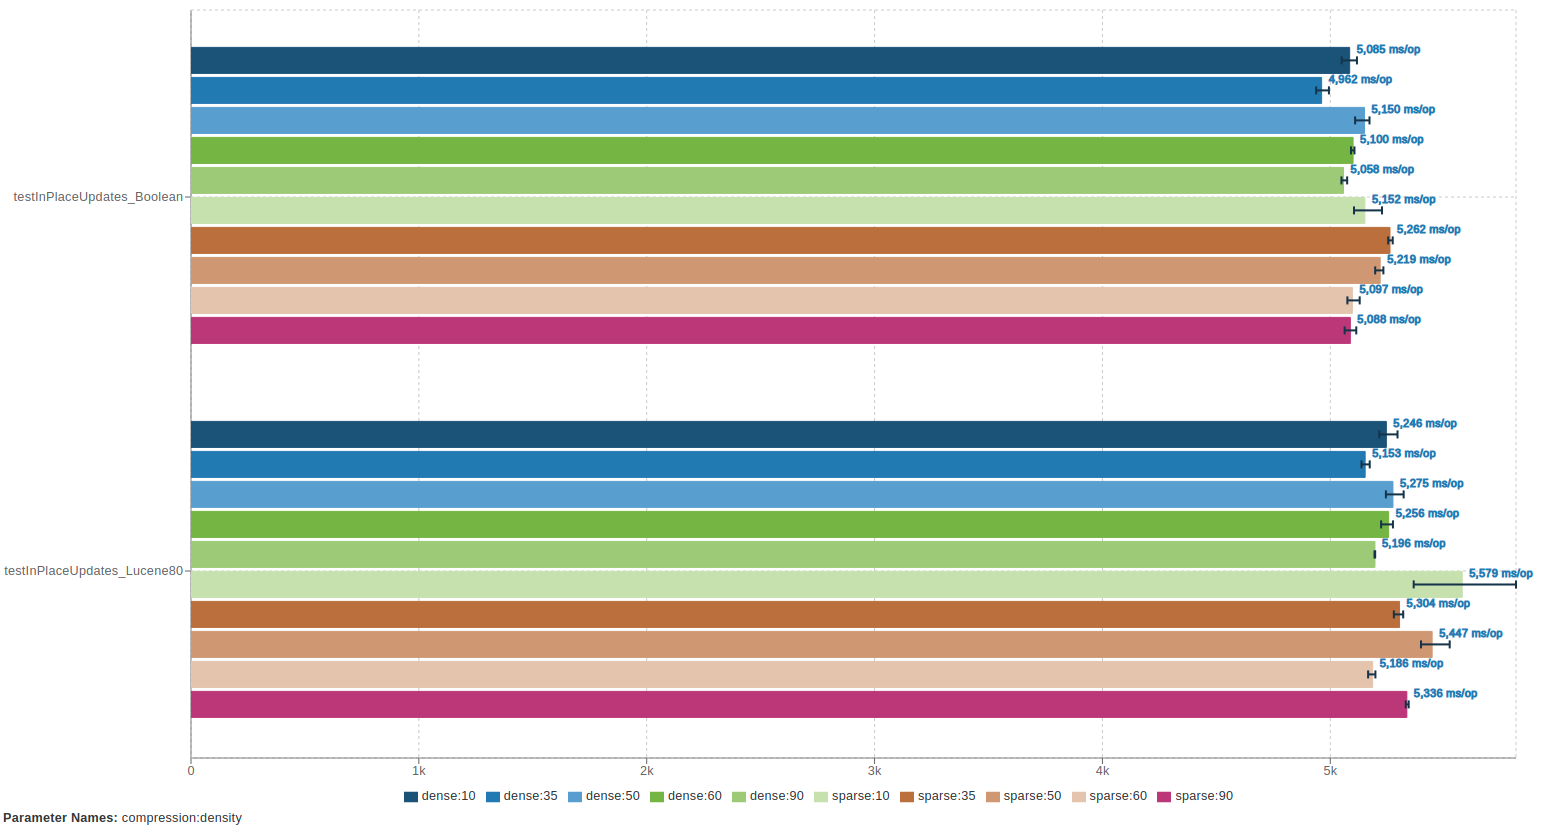 5,085 ms/op
4,962 ms/op
5,150 ms/op
5,100 ms/op
5,058 ms/op
testInPlaceUpdates_Boolean
5,152 ms/op
5,262 ms/op
5,219 ms/op
5,097 ms/op
5,088 ms/op
5,246 ms/op
5,153 ms/op
5,275 ms/op
5,256 ms/op
5,196 ms/op
testInPlaceUpdates_Lucene80
5,579 ms/op
5,304 ms/op
5,447 ms/op
5,186 ms/op
5,336 ms/op
0 1k 2k 3k 4k 5k
dense:10 dense:35 dense:50 dense:60 dense:90 sparse:10 sparse:35 sparse:50 sparse:60 sparse:90
Parameter Names: compression:density